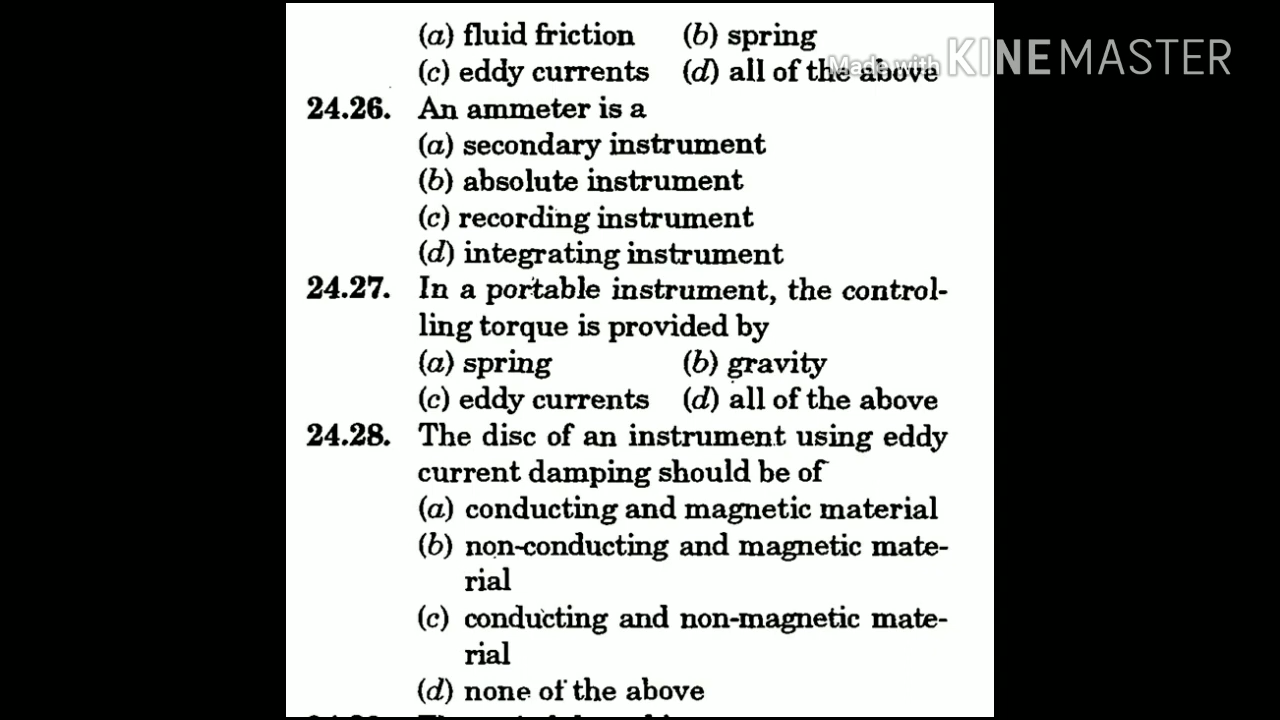 (a) fluid friction (b) spring
Made with KINEMASTER
(c) eddy currents (d) all of the above
24.26. An ammeter is a
(a) secondary instrument
(b) absolute instrument
(c) recording instrument
(d) integrating instrument
24.27. In a portable instrument, the control-
ling torque is provided by
(a) spring (b) gravity
(c) eddy currents (d) all of the above
24.28. The disc of an instrument using eddy
current damping should be of
(a) conducting and magnetic material
(b) non-conducting and magnetic mate-
rial
(c) conducting and non-magnetic mate-
rial
(d) none of the above